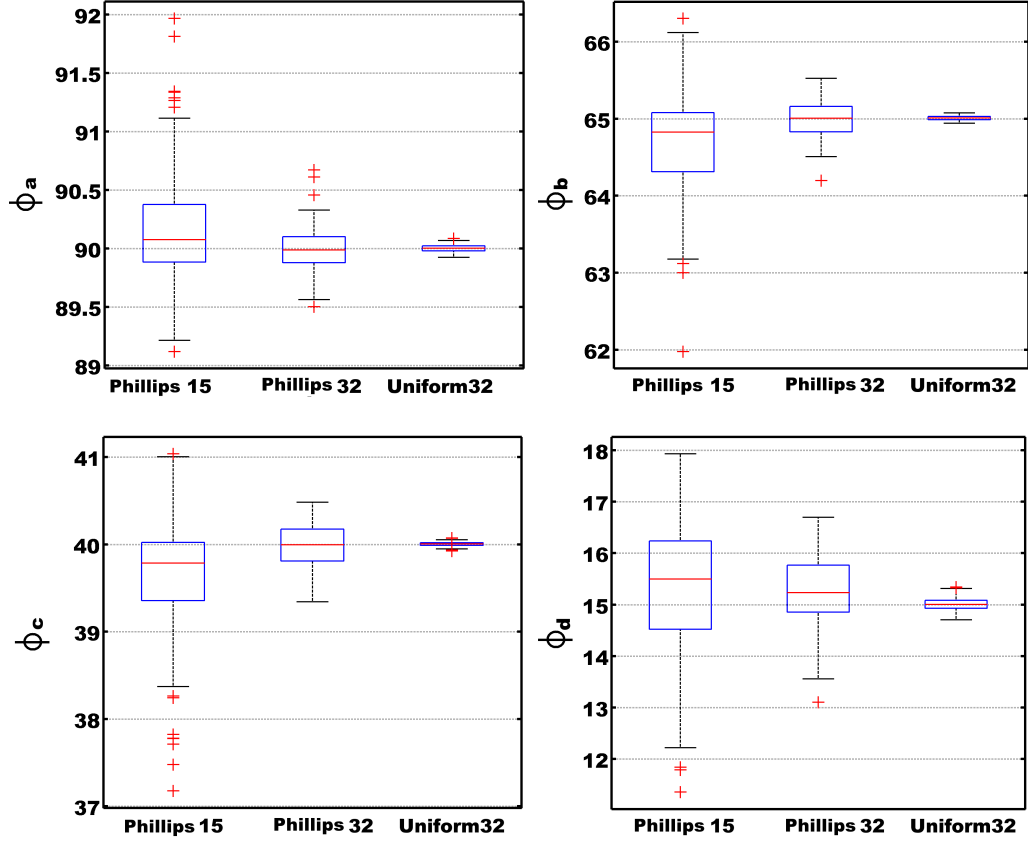 92
91.5
91
90.5
90
89.5
89
ϕa
Phillips 15
Phillips 32
Uniform32
66
65
64
63
62
ϕb
Phillips 15
Phillips 32
Uniform32
41
40
39
38
37
ϕc
Phillips 15
Phillips 32
Uniform32
18
17
16
15
14
13
12
ϕd
Phillips 15
Phillips 32
Uniform32